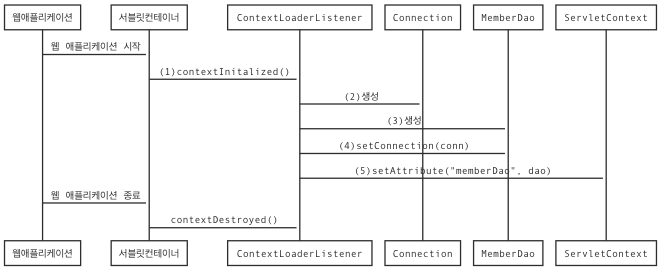 웹애플리케이션 서블릿컨테이너 ContextLoaderListener Connection MemberDao ServletContext
웹 애플리케이션 시작
(1)contextInitalized()
(2)생성
(3)생성
(4)setConnection(conn)
(5)setAttribute("memberDao", dao)
웹 애플리케이션 종료
contextDestroyed()
웹애플리케이션 서블릿컨테이너 ContextLoaderListener Connection MemberDao ServletContext